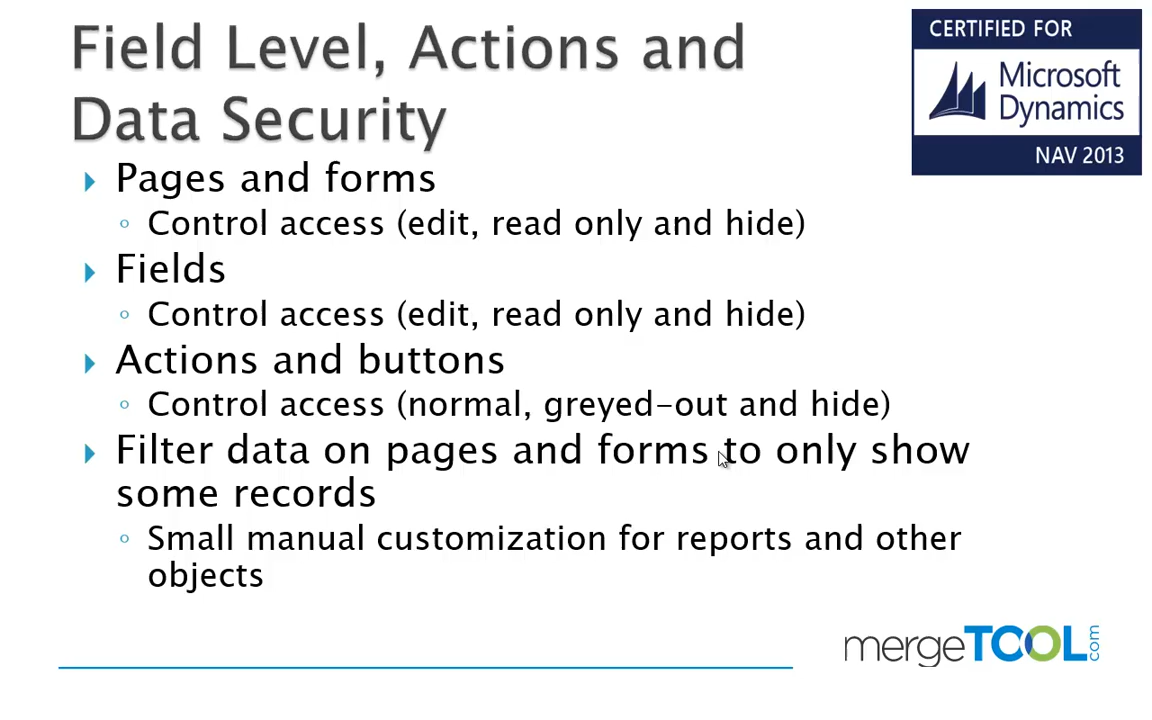 Field Level, Actions and
Data Security
CERTIFIED FOR
Microsoft
Dynamics
NAV 2013
Pages and forms
Control access (edit, read only and hide)
Fields
Control access (edit, read only and hide)
Actions and buttons
Control access (normal, greyed-out and hide)
Filter data on pages and forms to only show
some records
Small manual customization for reports and other
objects
mergeTOOL.com